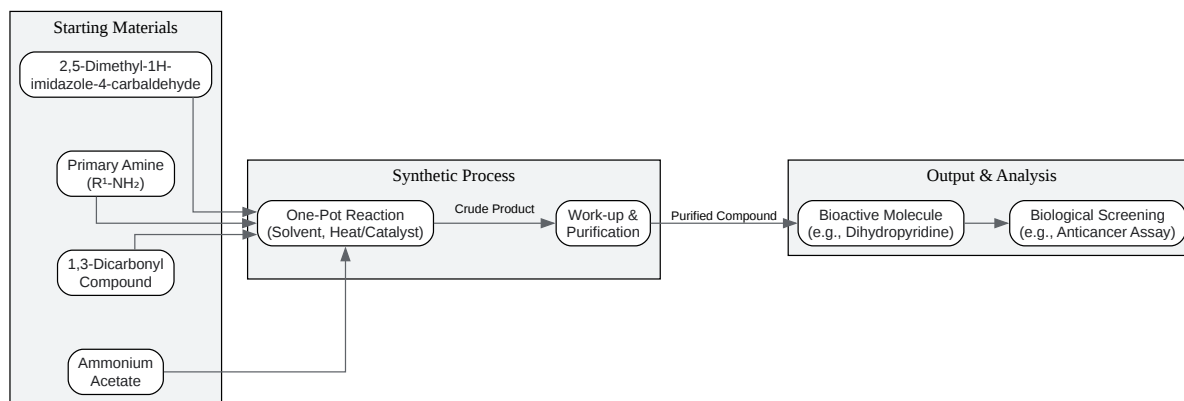 Starting Materials
2,5-Dimethyl-1H-
imidazole-4-carbaldehyde
Primary Amine
(R¹-NH₂)
1,3-Dicarbonyl
Compound
Ammonium
Acetate
Synthetic Process
One-Pot Reaction
(Solvent, Heat/Catalyst)
Crude Product
Work-up &
Purification
Purified Compound
Output & Analysis
Bioactive Molecule
(e.g., Dihydropyridine)
Biological Screening
(e.g., Anticancer Assay)